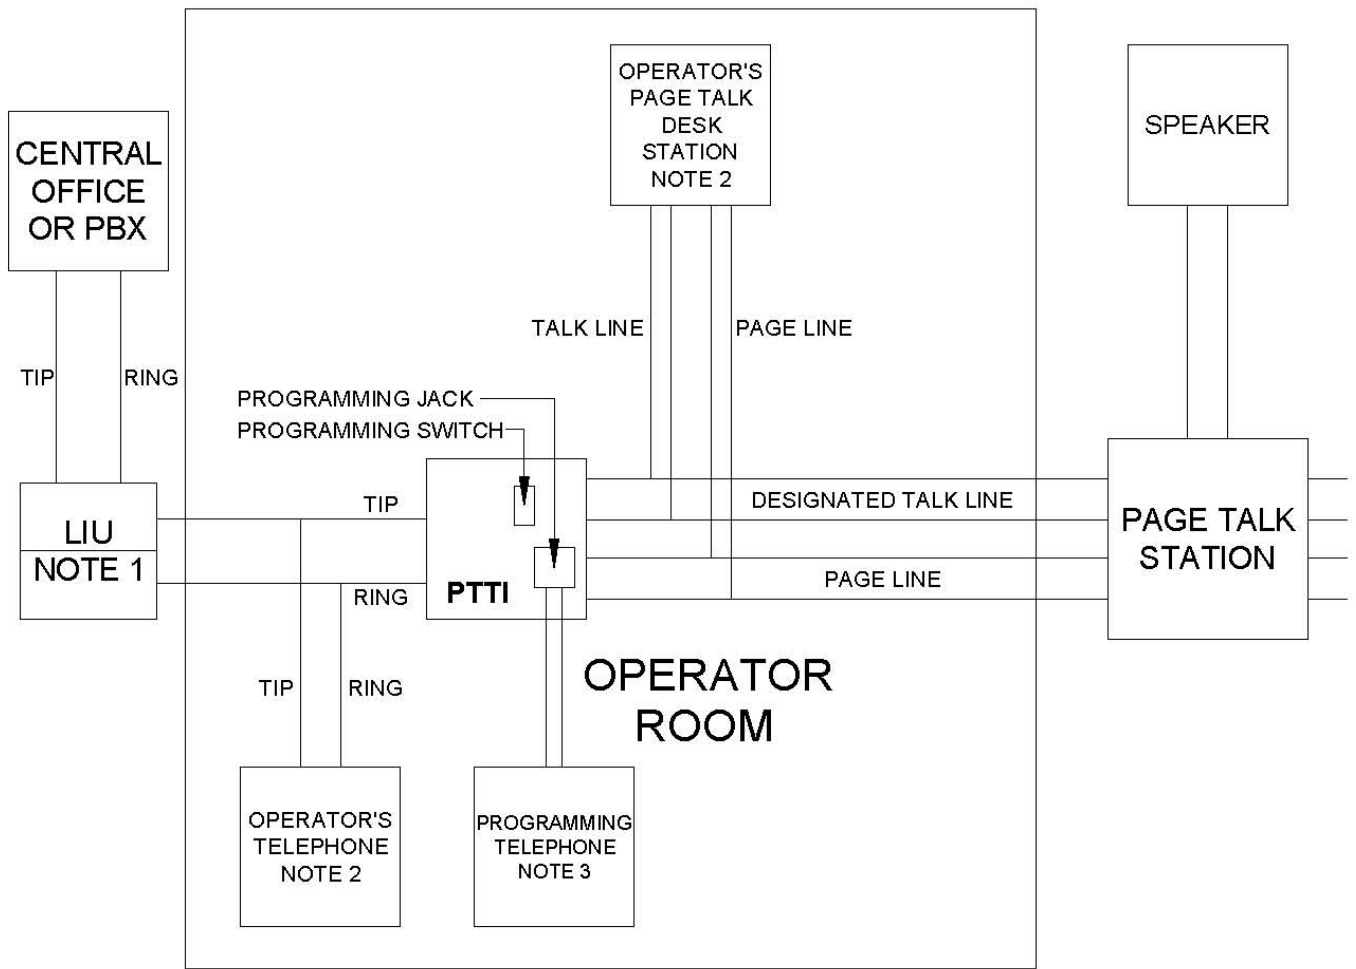 OPERATOR'S
PAGE TALK
DESK
STATION
NOTE 2
SPEAKER
CENTRAL
OFFICE
OR PBX
TALK LINE
PAGE LINE
TIP
RING
PROGRAMMING JACK
PROGRAMMING SWITCH
TIP
DESIGNATED TALK LINE
LIU
NOTE 1
PAGE TALK
STATION
PAGE LINE
RING
PTTI
OPERATOR
ROOM
TIP
RING
OPERATOR'S
TELEPHONE
NOTE 2
PROGRAMMING
TELEPHONE
NOTE 3